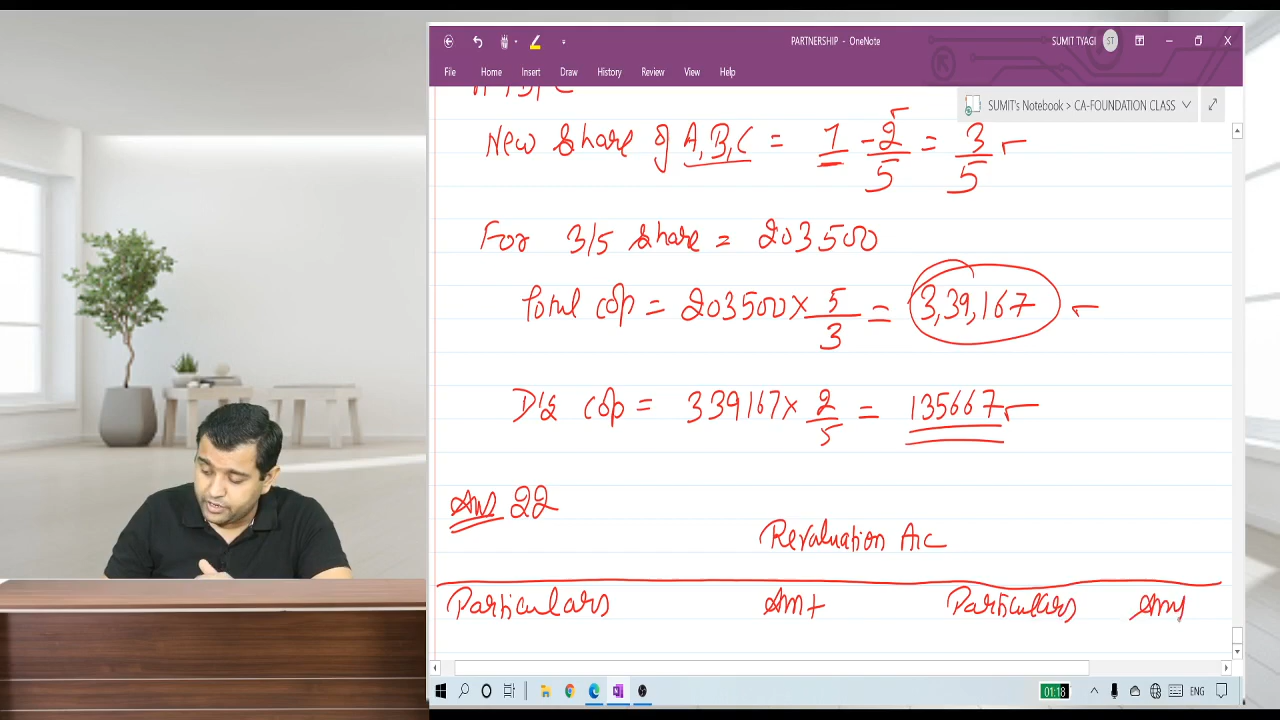 PARTNERSHIP - OneNote
SUMIT TYAGI ST
File Home Insert Draw History Review View Help
SUMIT's Notebook > CA-FOUNDATION CLASS
New Share of A, B, C = 1 - 2/5 = 3/5
For 3/5 share = 203500
Total cap = 203500 × 5/3 = 3,39,167
D's cap = 339167 × 2/5 = 135667
Ans 22
Revaluation A/C
Particulars Amt Particulars Amt
01:18
ENG